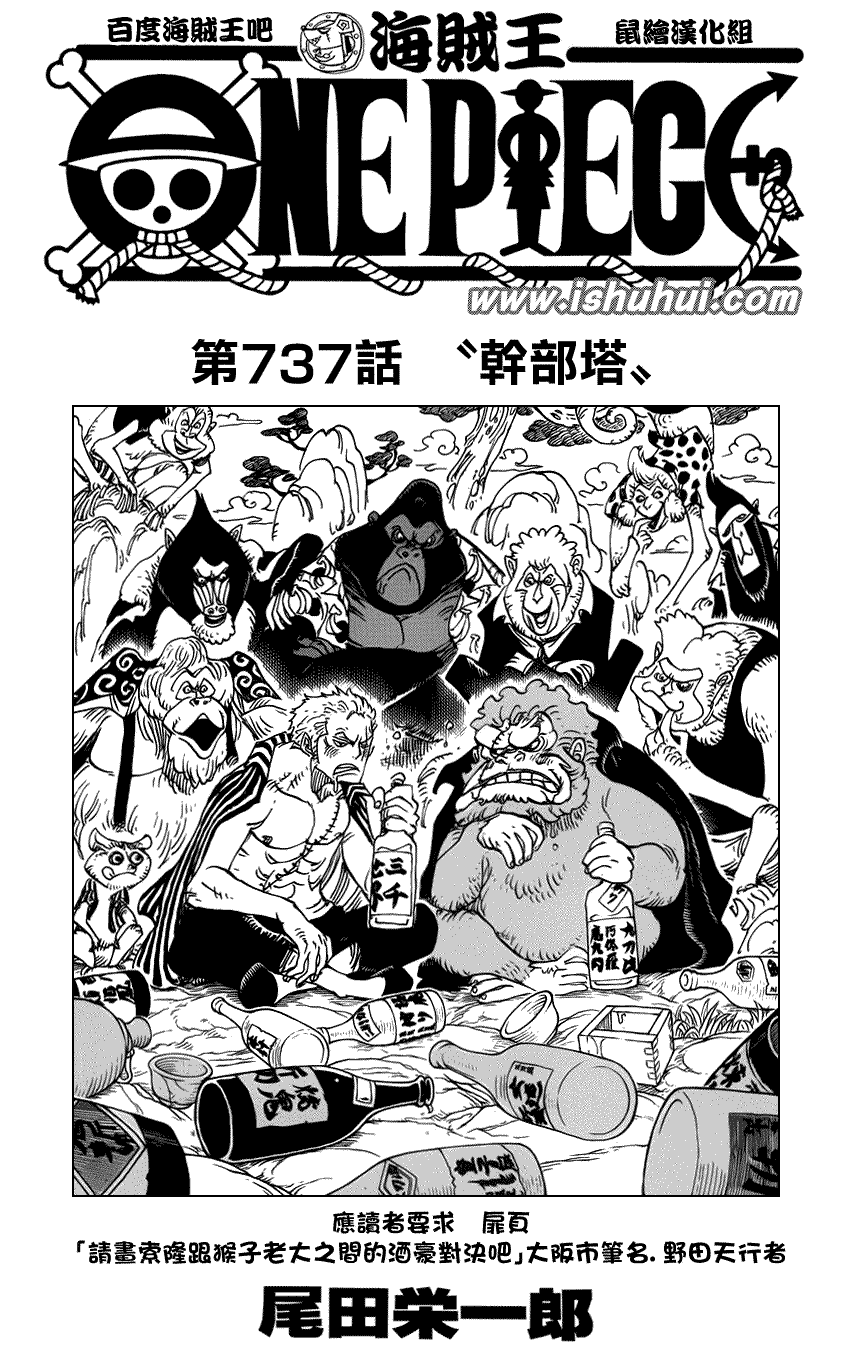 百度海賊王吧
海賊王
鼠繪漢化組
ONE PIECE
www.ishuhui.com
第737話 〝幹部塔〟
三千
應讀者要求 扉頁
「請畫索隆跟猴子老大之間的酒豪對決吧」大阪市筆名.野田天行者
尾田栄一郎